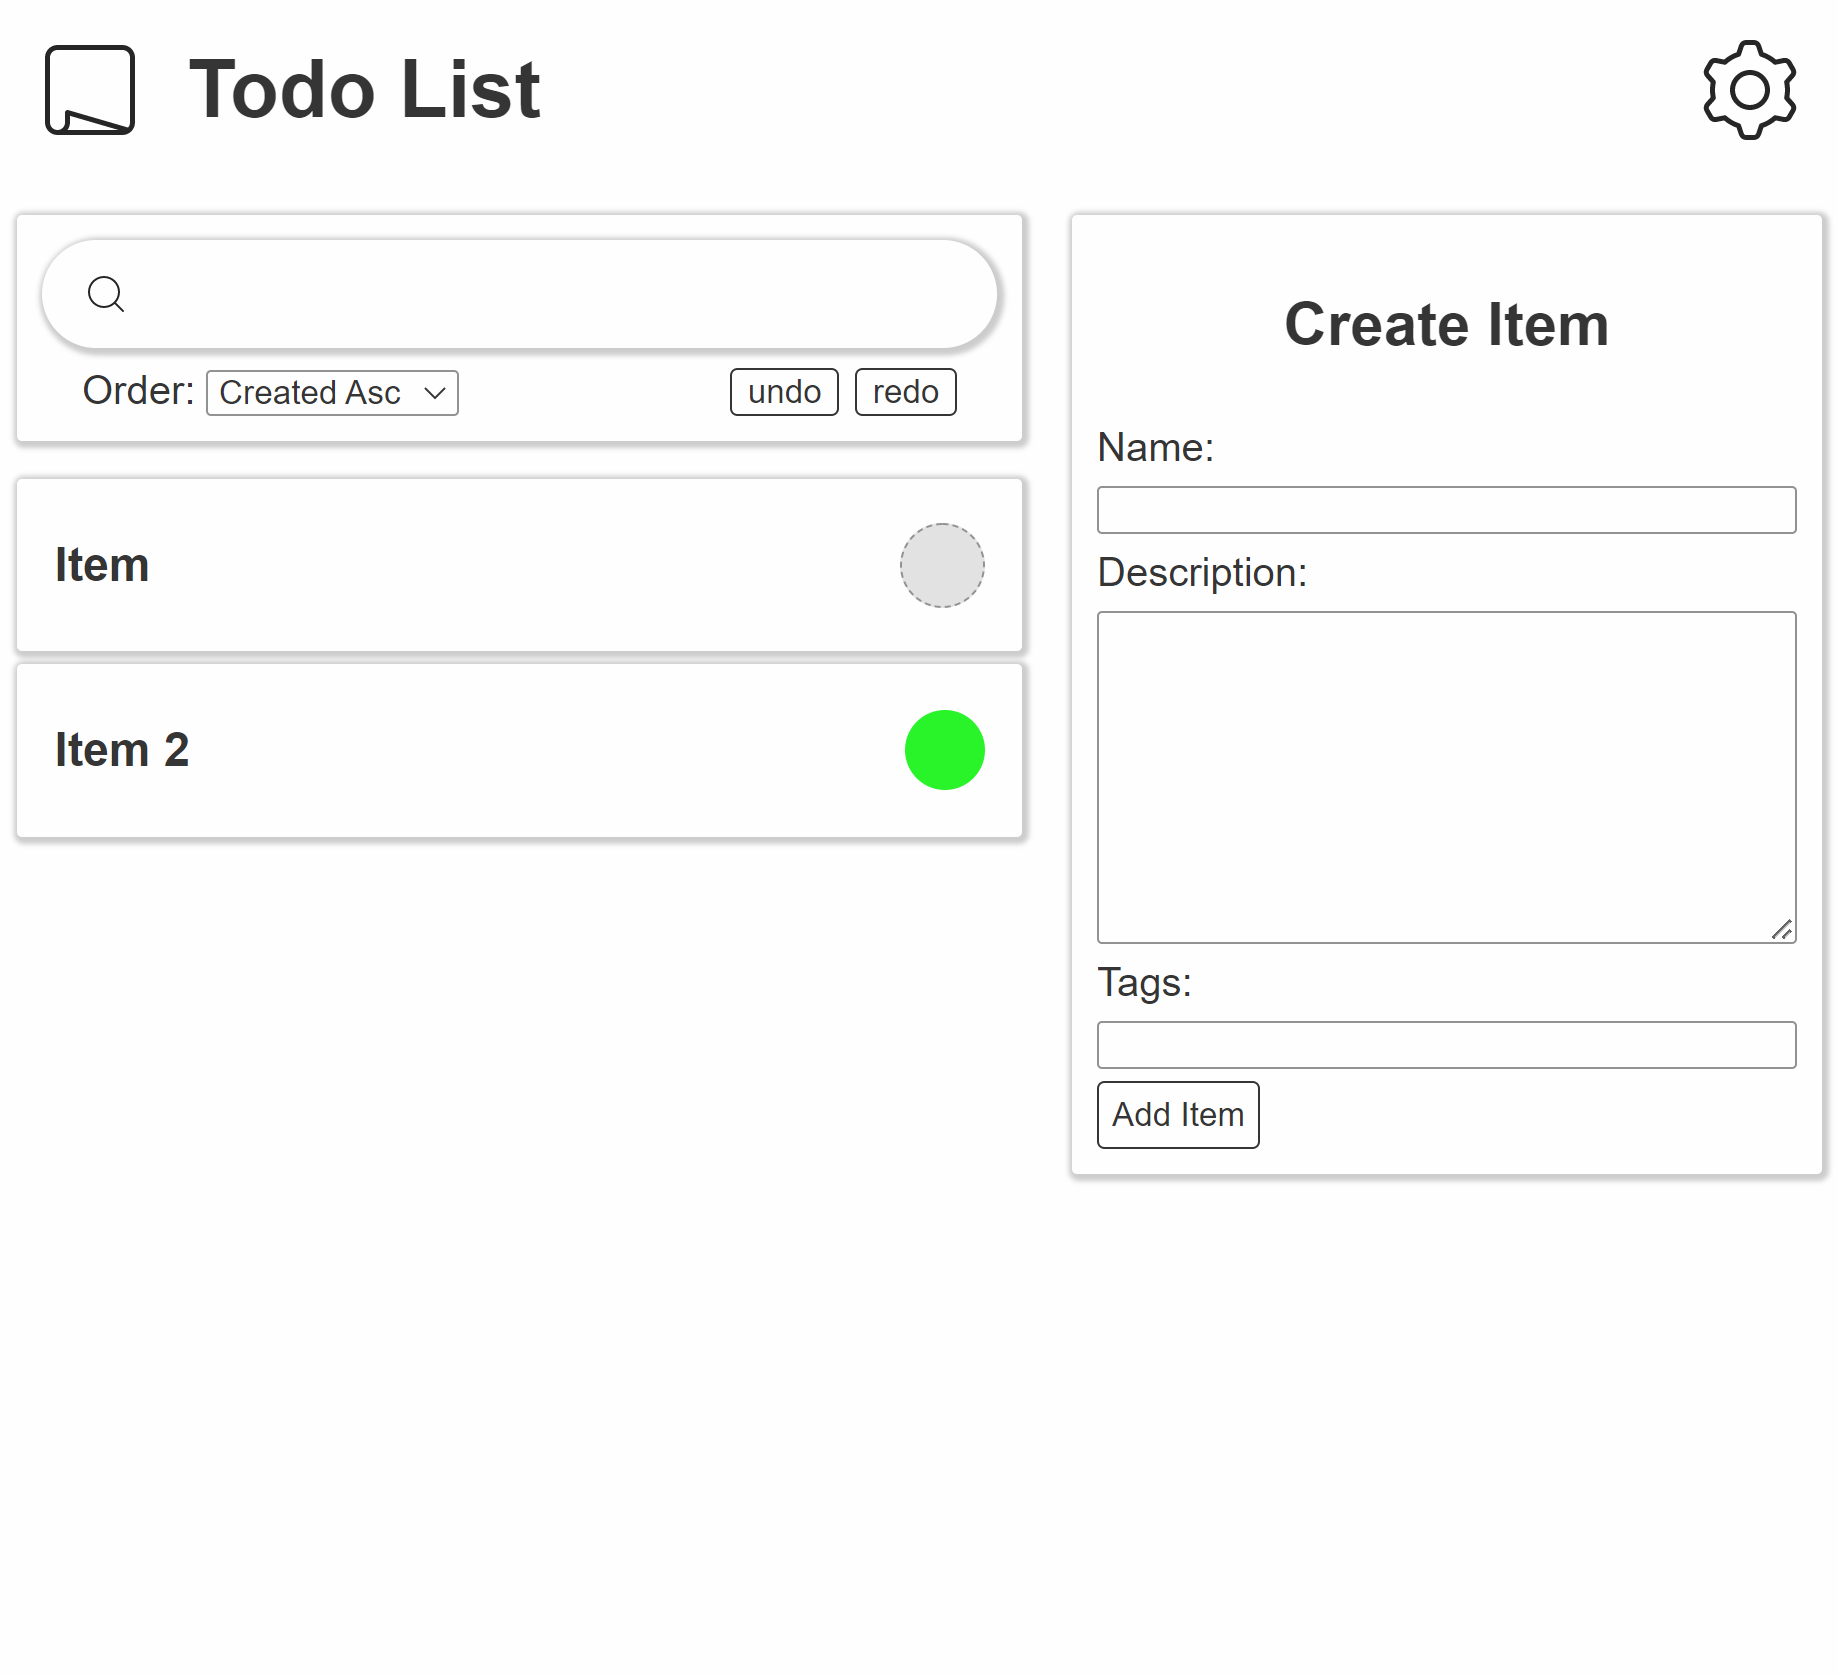 Todo List
Order: Created Asc undo redo
Item
Item 2
Create Item
Name:
Description:
Tags:
Add Item